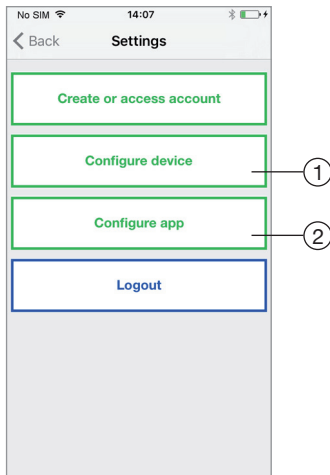 No SIM 14:07
Back Settings
Create or access account
Configure device
1
Configure app
2
Logout